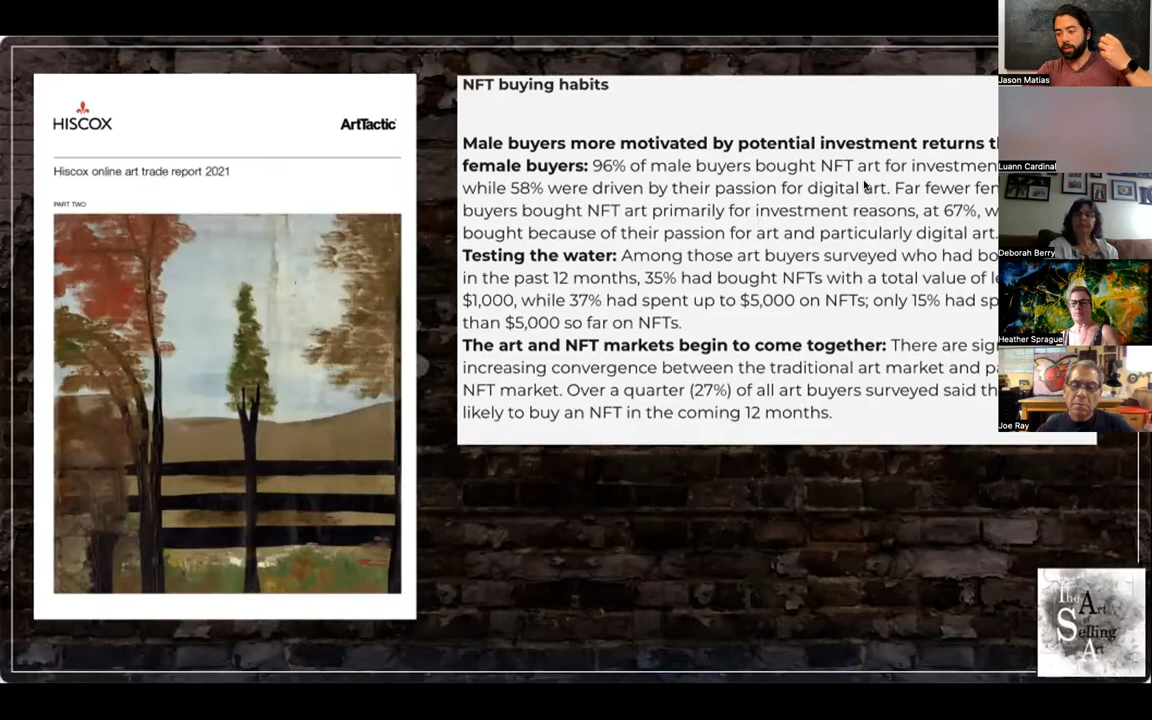 HISCOX
ArtTactic
Hiscox online art trade report 2021
PART TWO
NFT buying habits
Male buyers more motivated by potential investment returns
female buyers: 96% of male buyers bought NFT art for
while 58% were driven by their passion for digital art. Far fewer
buyers bought NFT art primarily for investment reasons, at 67%,
bought because of their passion for art and particularly digital art.
Testing the water: Among those art buyers surveyed who had
in the past 12 months, 35% had bought NFTs with a total value of
$1,000, while 37% had spent up to $5,000 on NFTs; only 15% had
than $5,000 so far on NFTs.
The art and NFT markets begin to come together: There are
increasing convergence between the traditional art market and
NFT market. Over a quarter (27%) of all art buyers surveyed said
likely to buy an NFT in the coming 12 months.
Jason Matias
Luann Cardinal
Deborah Berry
Heather Sprague
Joe Ray
The
Art
of
Selling
Art